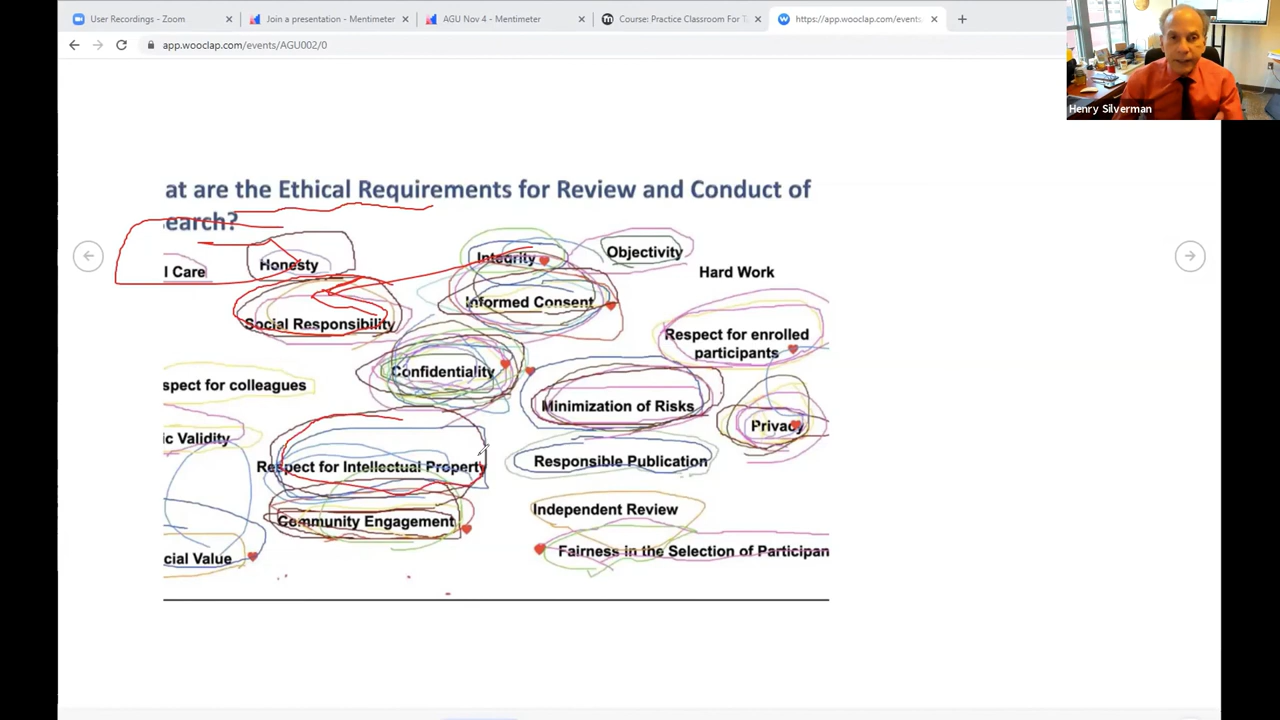 User Recordings - Zoom
Join a presentation - Mentimeter
AGU Nov 4 - Mentimeter
Course: Practice Classroom For T
https://app.wooclap.com/events
app.wooclap.com/events/AGU002/0
Henry Silverman
at are the Ethical Requirements for Review and Conduct of
earch?
l Care
Honesty
Integrity
Objectivity
Hard Work
Informed Consent
Social Responsibility
Respect for enrolled
participants
Confidentiality
spect for colleagues
Minimization of Risks
Privacy
ic Validity
Respect for Intellectual Property
Responsible Publication
Community Engagement
Independent Review
cial Value
Fairness in the Selection of Participan